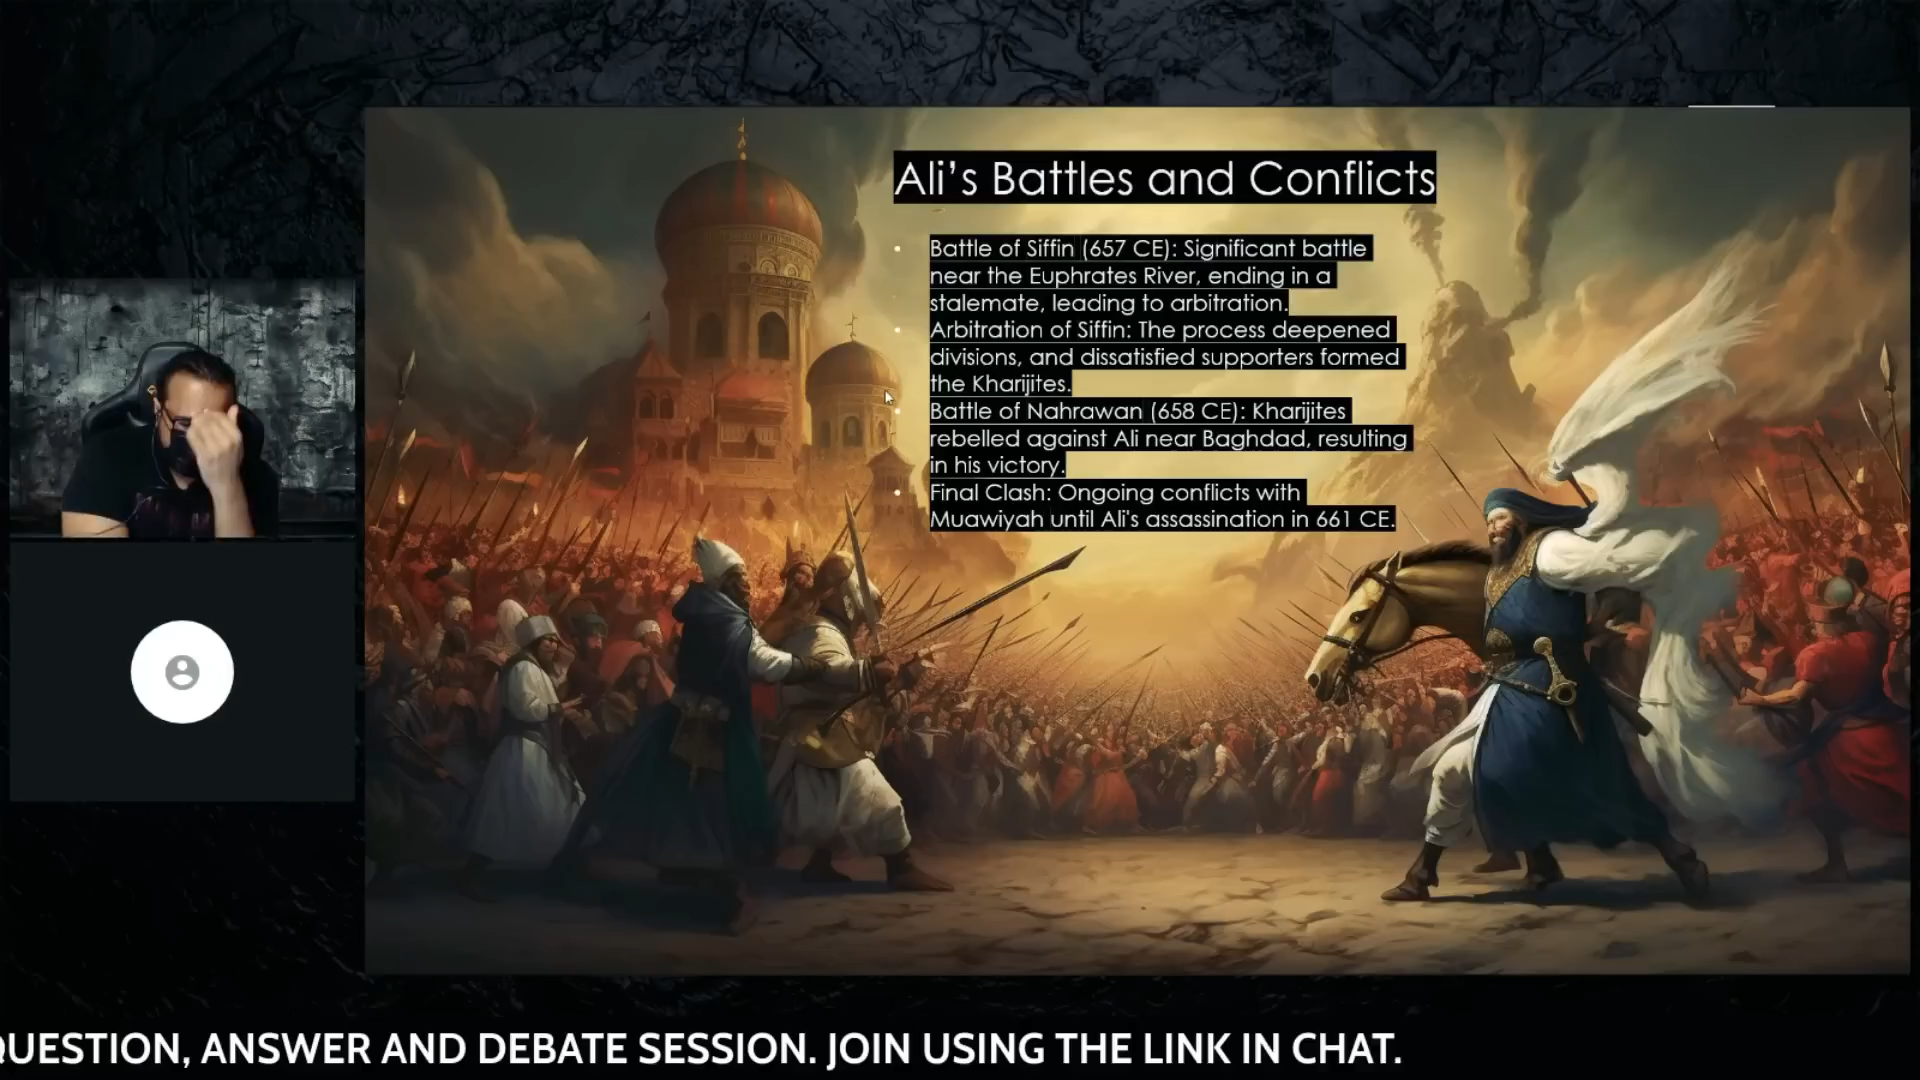 Ali's Battles and Conflicts
Battle of Siffin (657 CE): Significant battle
near the Euphrates River, ending in a
stalemate, leading to arbitration.
Arbitration of Siffin: The process deepened
divisions, and dissatisfied supporters formed
the Kharijites.
Battle of Nahrawan (658 CE): Kharijites
rebelled against Ali near Baghdad, resulting
in his victory.
Final Clash: Ongoing conflicts with
Muawiyah until Ali's assassination in 661 CE.
QUESTION, ANSWER AND DEBATE SESSION. JOIN USING THE LINK IN CHAT.